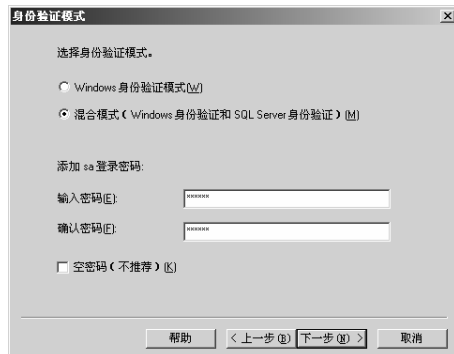 身份验证模式
选择身份验证模式。
Windows 身份验证模式(W)
混合模式(Windows 身份验证和 SQL Server 身份验证)(M)
添加 sa 登录密码:
输入密码(E): ******
确认密码(F): ******
空密码(不推荐)(K)
帮助 <上一步(B) 下一步(N)> 取消